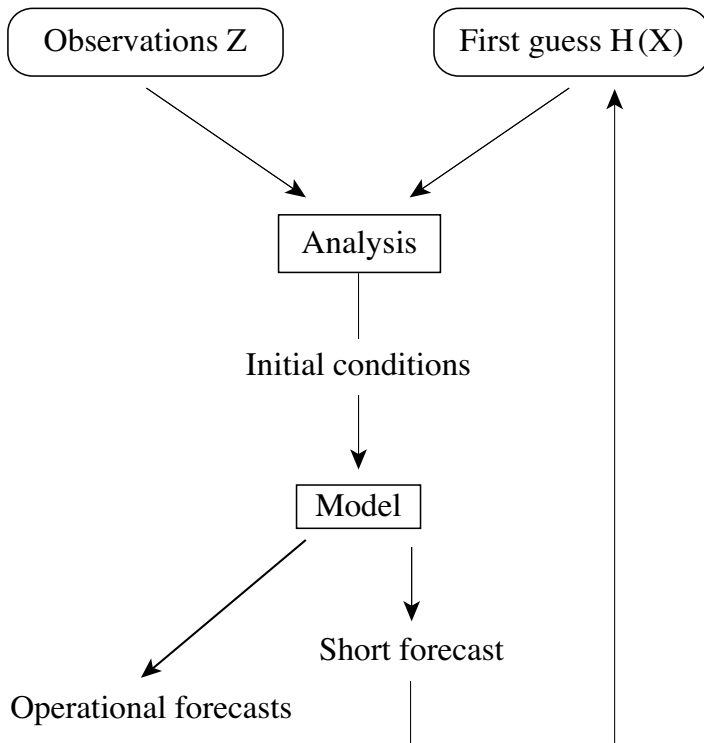 Observations Z
First guess H(X)
Analysis
Initial conditions
Model
Short forecast
Operational forecasts